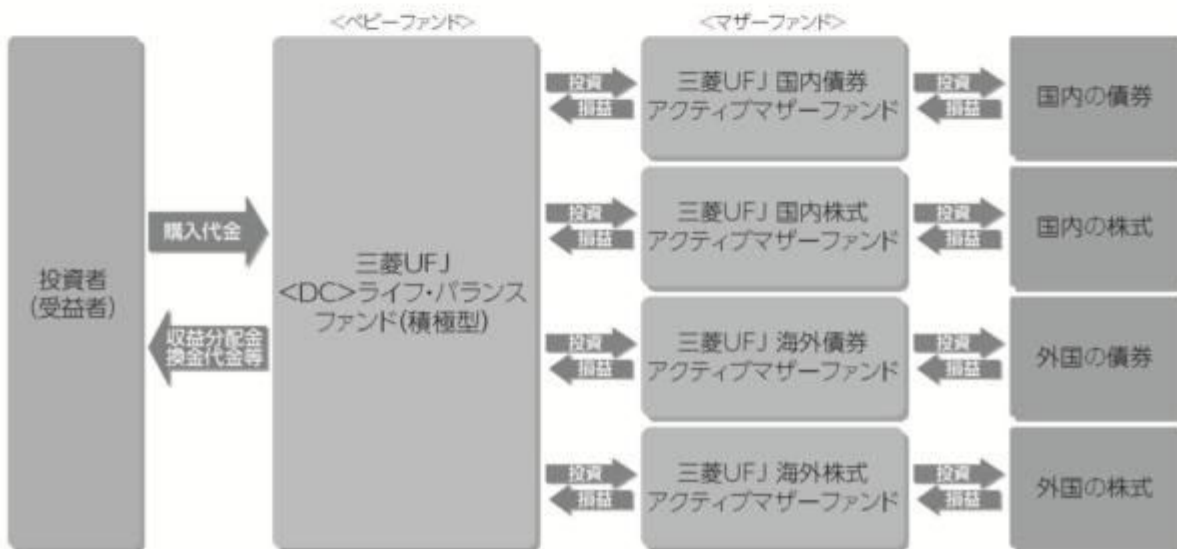 <ベビーファンド>
<マザーファンド>
投資者
(受益者)
購入代金
収益分配金
換金代金等
三菱UFJ
<DC>ライフ・バランス
ファンド(積極型)
投資
損益
三菱UFJ 国内債券
アクティブマザーファンド
投資
損益
国内の債券
投資
損益
三菱UFJ 国内株式
アクティブマザーファンド
投資
損益
国内の株式
投資
損益
三菱UFJ 海外債券
アクティブマザーファンド
投資
損益
外国の債券
投資
損益
三菱UFJ 海外株式
アクティブマザーファンド
投資
損益
外国の株式